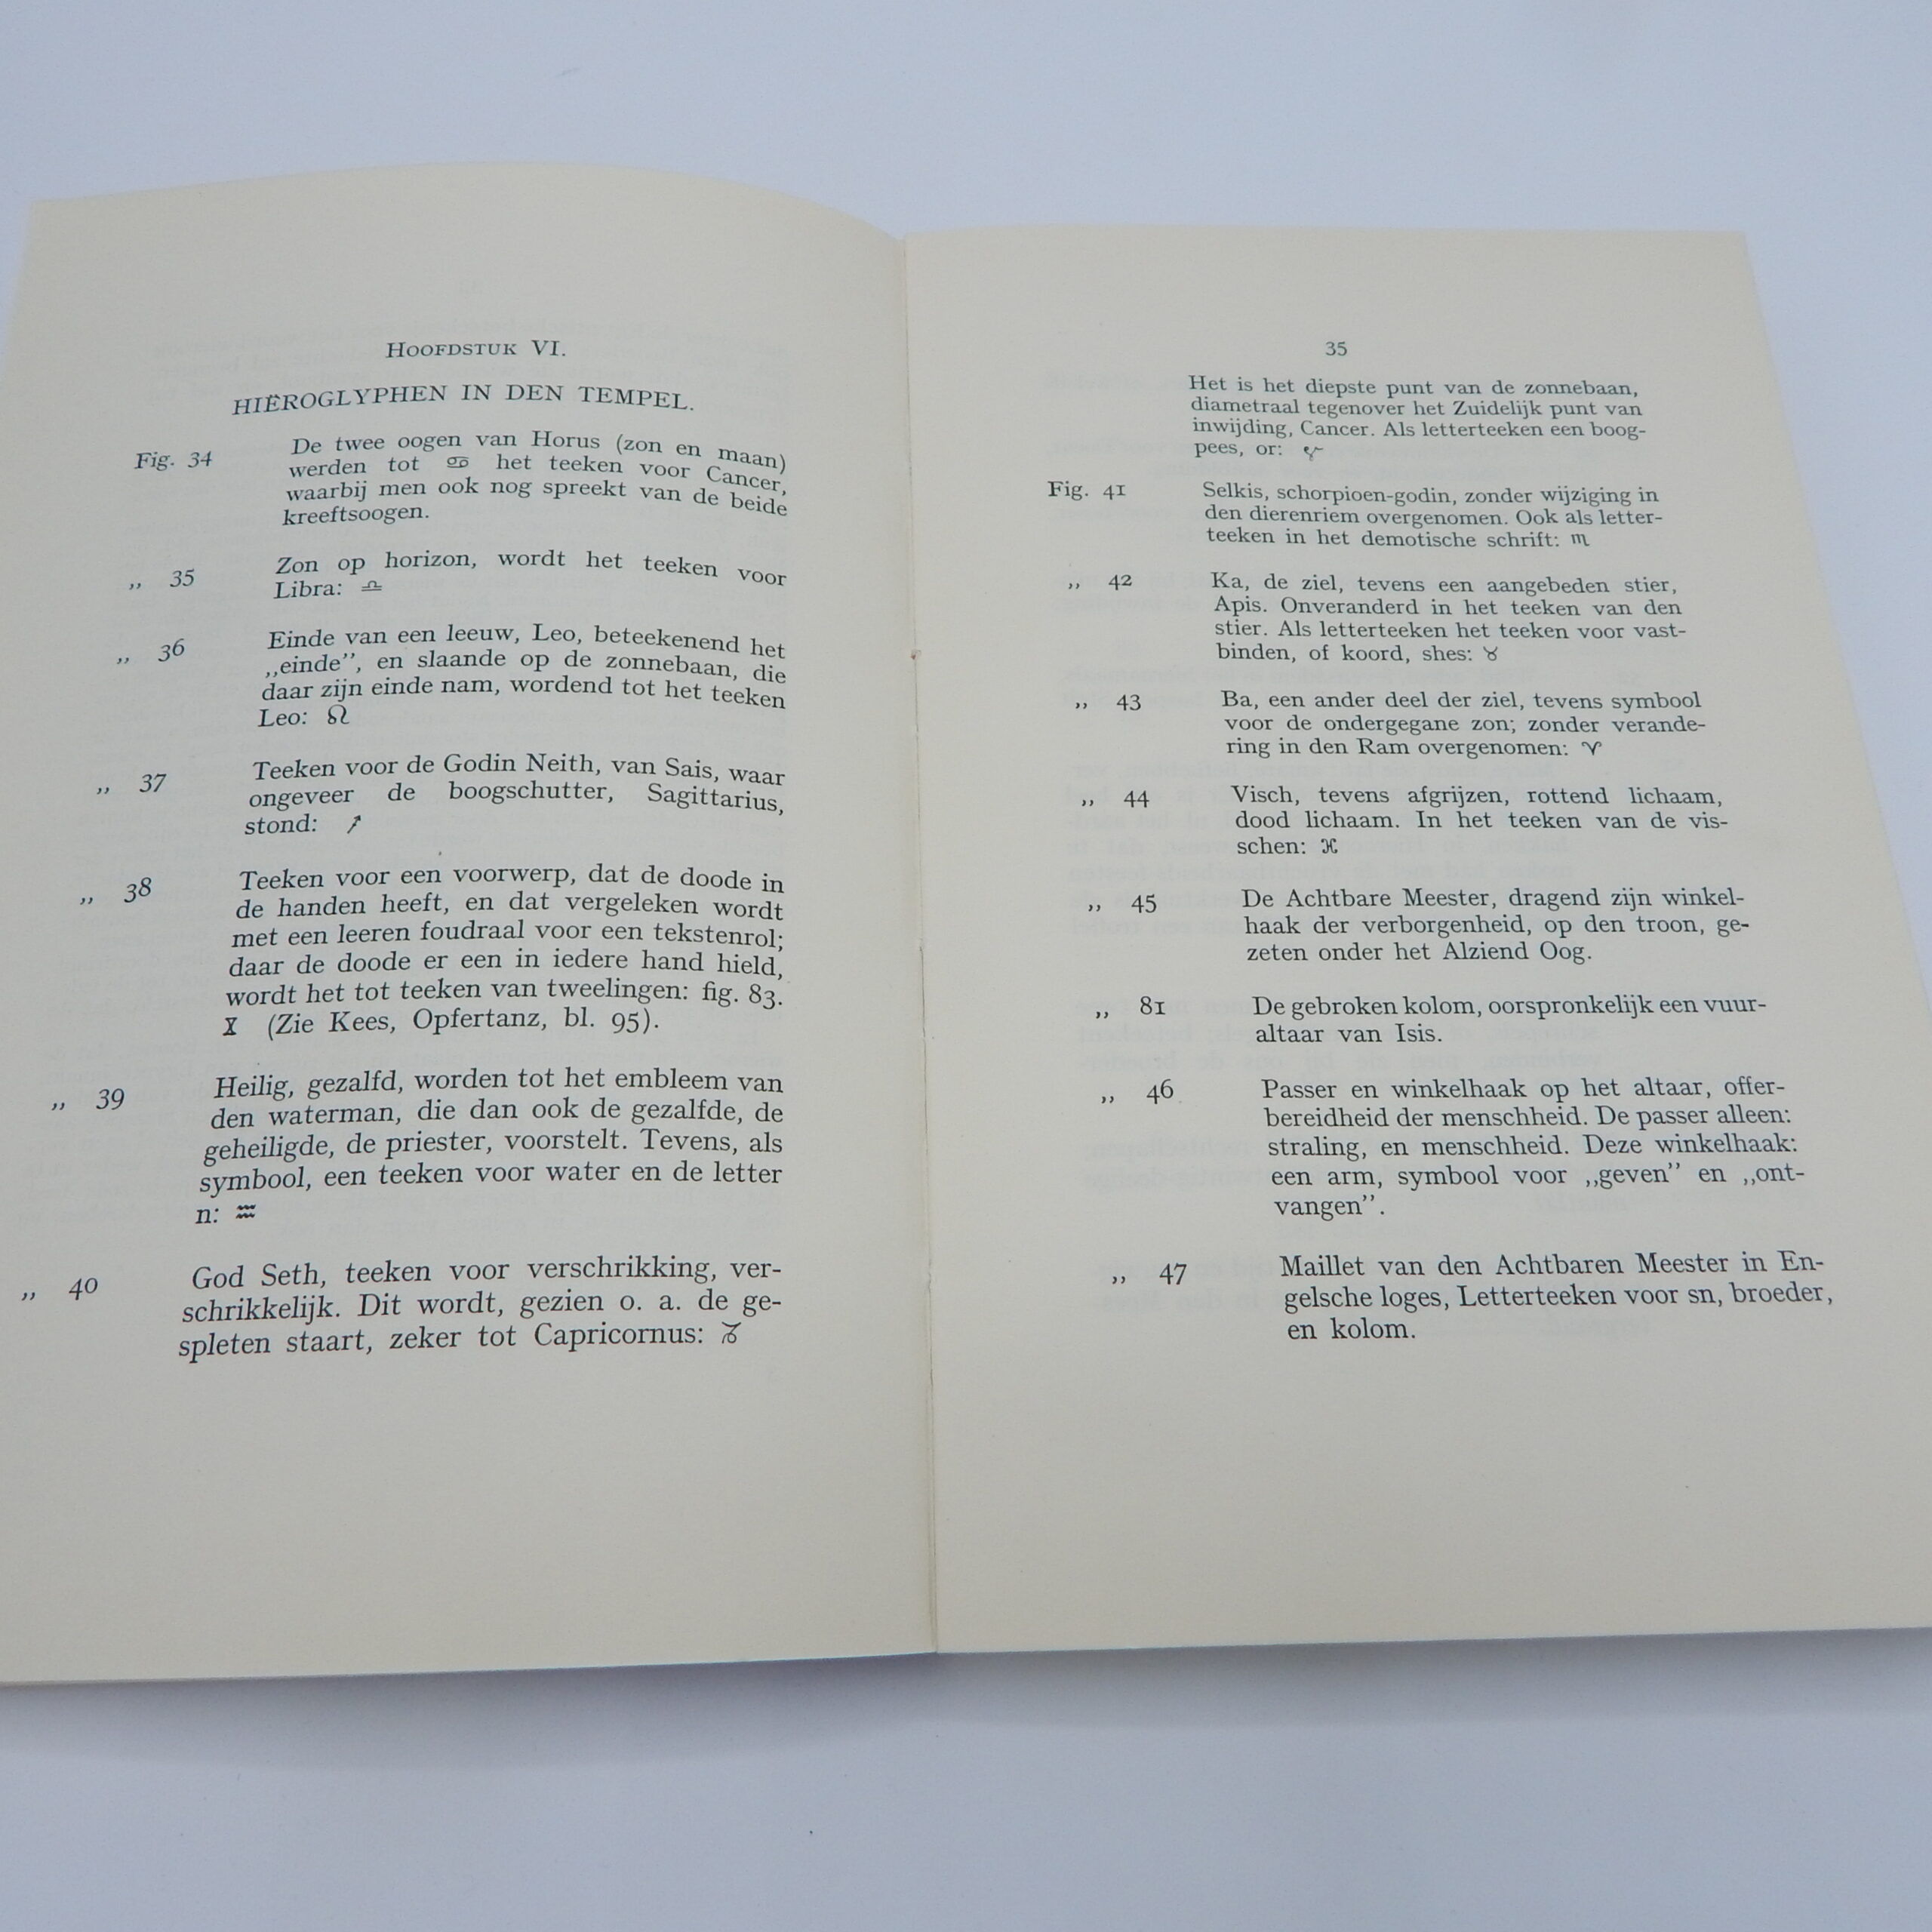 Hoofdstuk VI.
HIËROGLYPHEN IN DEN TEMPEL.
Fig. 34 De twee oogen van Horus (zon en maan)
werden tot ♋ het teeken voor Cancer,
waarbij men ook nog spreekt van de beide
kreeftsoogen.
,, 35 Zon op horizon, wordt het teeken voor
Libra: ♎
,, 36 Einde van een leeuw, Leo, beteekenend het
,,einde”, en slaande op de zonnebaan, die
daar zijn einde nam, wordend tot het teeken
Leo: ♌
,, 37 Teeken voor de Godin Neith, van Sais, waar
ongeveer de boogschutter, Sagittarius,
stond: ♐
,, 38 Teeken voor een voorwerp, dat de doode in
de handen heeft, en dat vergeleken wordt
met een leeren foudraal voor een tekstenrol;
daar de doode er een in iedere hand hield,
wordt het tot teeken van tweelingen: fig. 83.
♊ (Zie Kees, Opfertanz, bl. 95).
,, 39 Heilig, gezalfd, worden tot het embleem van
den waterman, die dan ook de gezalfde, de
geheiligde, de priester, voorstelt. Tevens, als
symbool, een teeken voor water en de letter
n: ♒
,, 40 God Seth, teeken voor verschrikking, ver-
schrikkelijk. Dit wordt, gezien o. a. de ge-
spleten staart, zeker tot Capricornus: ♑
35
Het is het diepste punt van de zonnebaan,
diametraal tegenover het Zuidelijk punt van
inwijding, Cancer. Als letterteeken een boog-
pees, or:
Fig. 41 Selkis, schorpioen-godin, zonder wijziging in
den dierenriem overgenomen. Ook als letter-
teeken in het demotische schrift: ♏
,, 42 Ka, de ziel, tevens een aangebeden stier,
Apis. Onveranderd in het teeken van den
stier. Als letterteeken het teeken voor vast-
binden, of koord, shes: ♉
,, 43 Ba, een ander deel der ziel, tevens symbool
voor de ondergegane zon; zonder verande-
ring in den Ram overgenomen: ♈
,, 44 Visch, tevens afgrijzen, rottend lichaam,
dood lichaam. In het teeken van de vis-
schen: ♓
,, 45 De Achtbare Meester, dragend zijn winkel-
haak der verborgenheid, op den troon, ge-
zeten onder het Alziend Oog.
,, 81 De gebroken kolom, oorspronkelijk een vuur-
altaar van Isis.
,, 46 Passer en winkelhaak op het altaar, offer-
bereidheid der menschheid. De passer alleen:
straling, en menschheid. Deze winkelhaak:
een arm, symbool voor ,,geven” en ,,ont-
vangen”.
,, 47 Maillet van den Achtbaren Meester in En-
gelsche loges, Letterteeken voor sn, broeder,
en kolom.